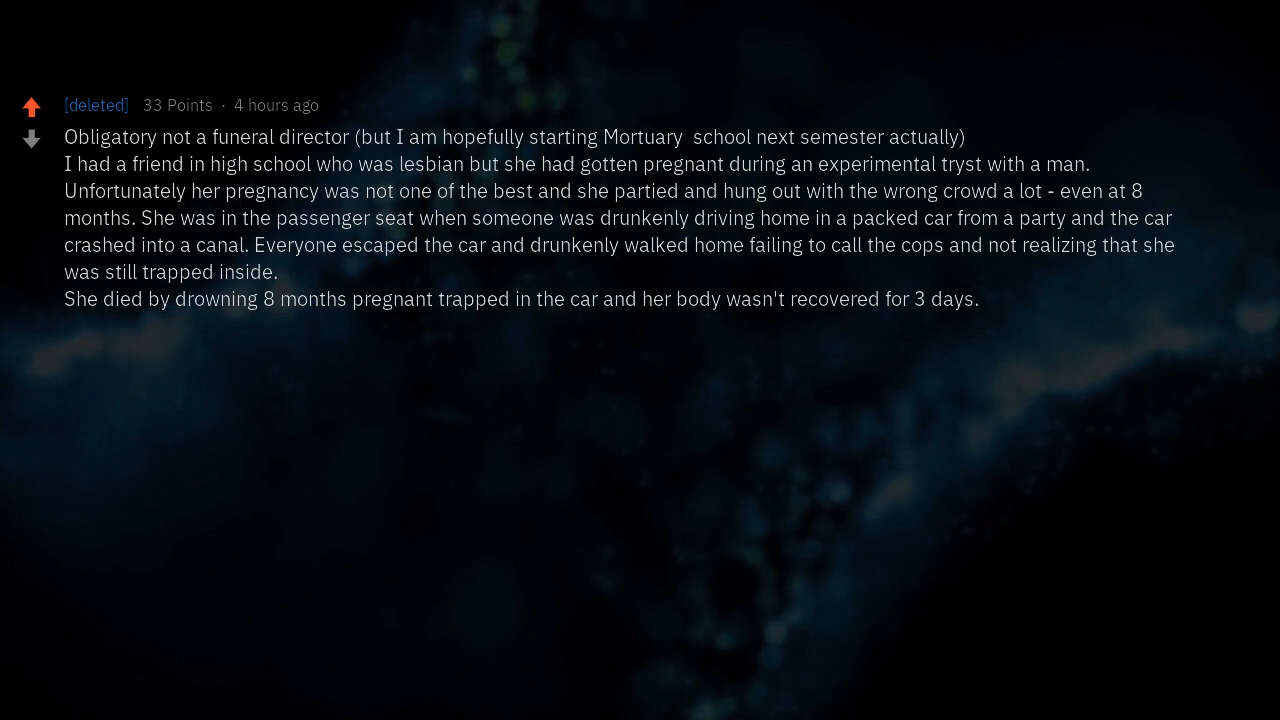 [deleted] 33 Points · 4 hours ago
Obligatory not a funeral director (but I am hopefully starting Mortuary  school next semester actually)
I had a friend in high school who was lesbian but she had gotten pregnant during an experimental tryst with a man.
Unfortunately her pregnancy was not one of the best and she partied and hung out with the wrong crowd a lot - even at 8
months. She was in the passenger seat when someone was drunkenly driving home in a packed car from a party and the car
crashed into a canal. Everyone escaped the car and drunkenly walked home failing to call the cops and not realizing that she
was still trapped inside.
She died by drowning 8 months pregnant trapped in the car and her body wasn't recovered for 3 days.